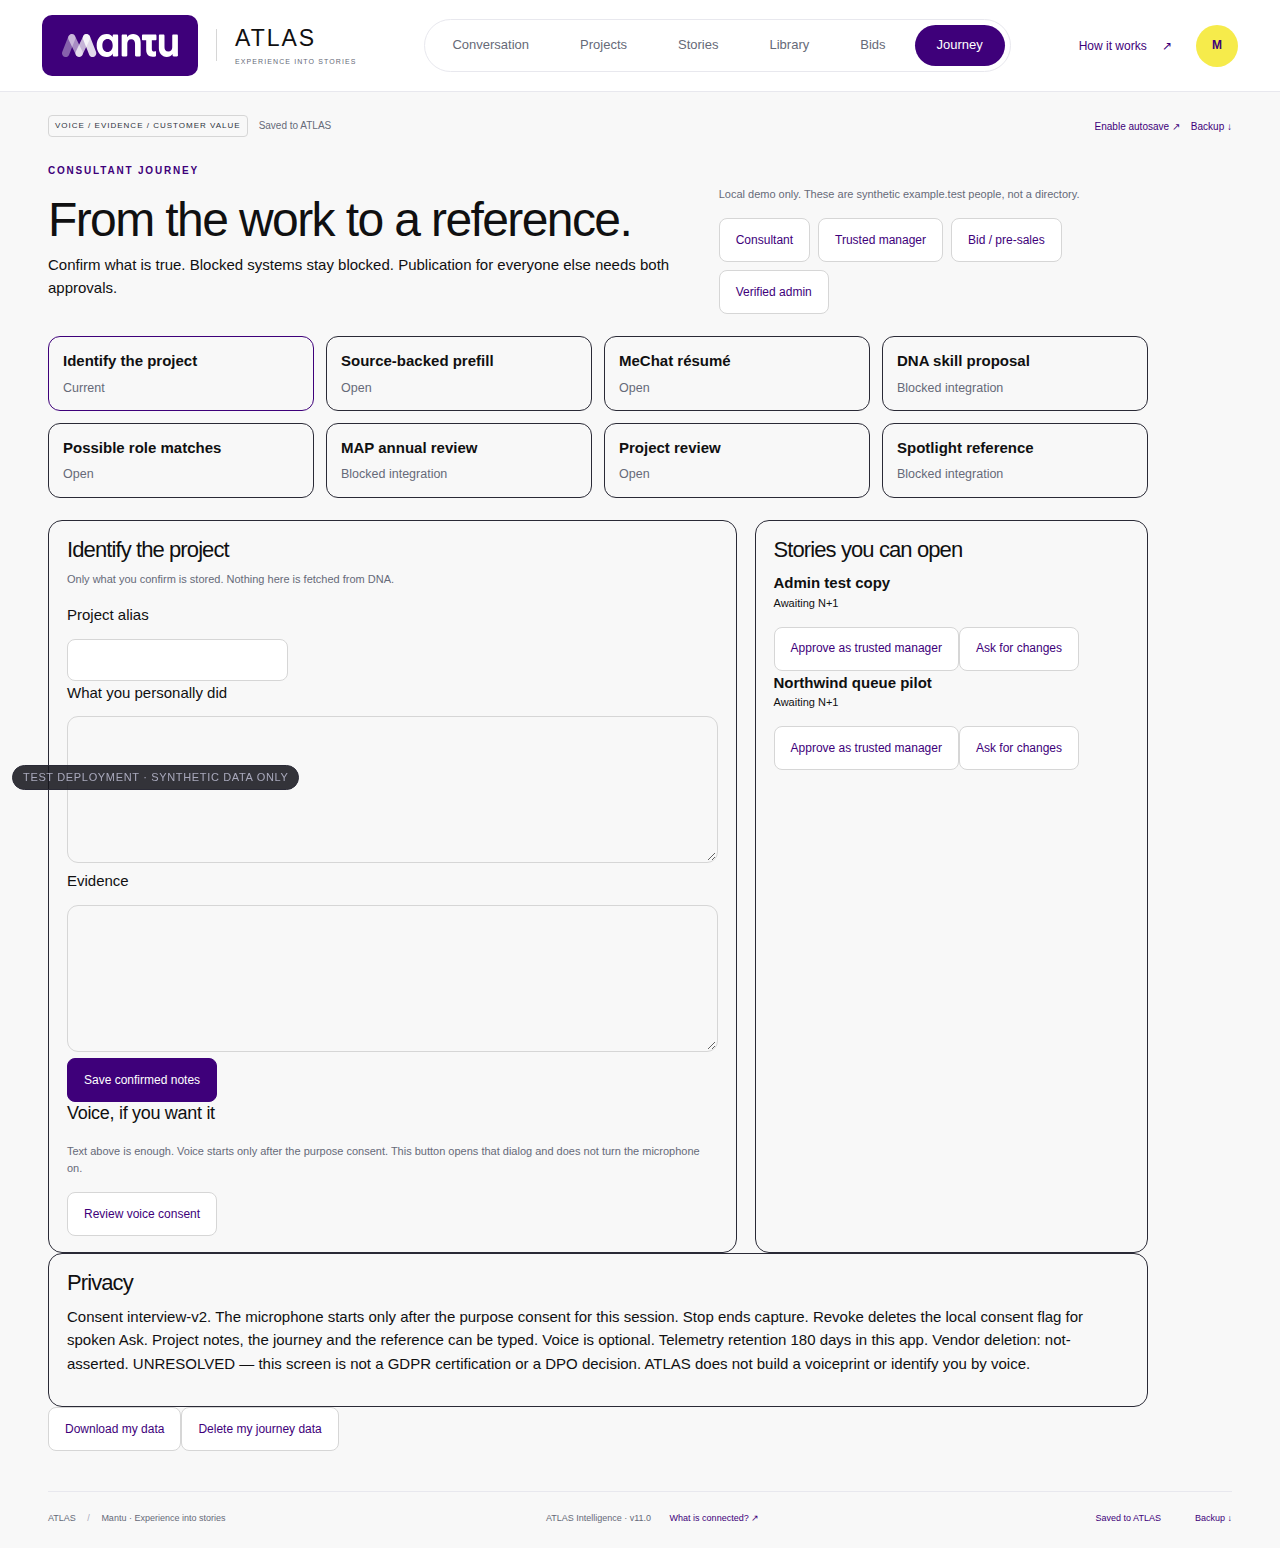 mantu
ATLAS
EXPERIENCE INTO STORIES
Conversation
Projects
Stories
Library
Bids
Journey
How it works ↗
M
VOICE / EVIDENCE / CUSTOMER VALUE
Saved to ATLAS
Enable autosave ↗
Backup ↓
CONSULTANT JOURNEY
From the work to a reference.
Confirm what is true. Blocked systems stay blocked. Publication for everyone else needs both
approvals.
Local demo only. These are synthetic example.test people, not a directory.
Consultant
Trusted manager
Bid / pre-sales
Verified admin
Identify the project
Current
Source-backed prefill
Open
MeChat résumé
Open
DNA skill proposal
Blocked integration
Possible role matches
Open
MAP annual review
Blocked integration
Project review
Open
Spotlight reference
Blocked integration
Identify the project
Only what you confirm is stored. Nothing here is fetched from DNA.
Project alias
What you personally did
TEST DEPLOYMENT · SYNTHETIC DATA ONLY
Evidence
Save confirmed notes
Voice, if you want it
Text above is enough. Voice starts only after the purpose consent. This button opens that dialog and does not turn the microphone
on.
Review voice consent
Stories you can open
Admin test copy
Awaiting N+1
Approve as trusted manager
Ask for changes
Northwind queue pilot
Awaiting N+1
Approve as trusted manager
Ask for changes
Privacy
Consent interview-v2. The microphone starts only after the purpose consent for this session. Stop ends capture. Revoke deletes the local consent flag for
spoken Ask. Project notes, the journey and the reference can be typed. Voice is optional. Telemetry retention 180 days in this app. Vendor deletion: not-
asserted. UNRESOLVED — this screen is not a GDPR certification or a DPO decision. ATLAS does not build a voiceprint or identify you by voice.
Download my data
Delete my journey data
ATLAS / Mantu · Experience into stories
ATLAS Intelligence · v11.0
What is connected? ↗
Saved to ATLAS
Backup ↓